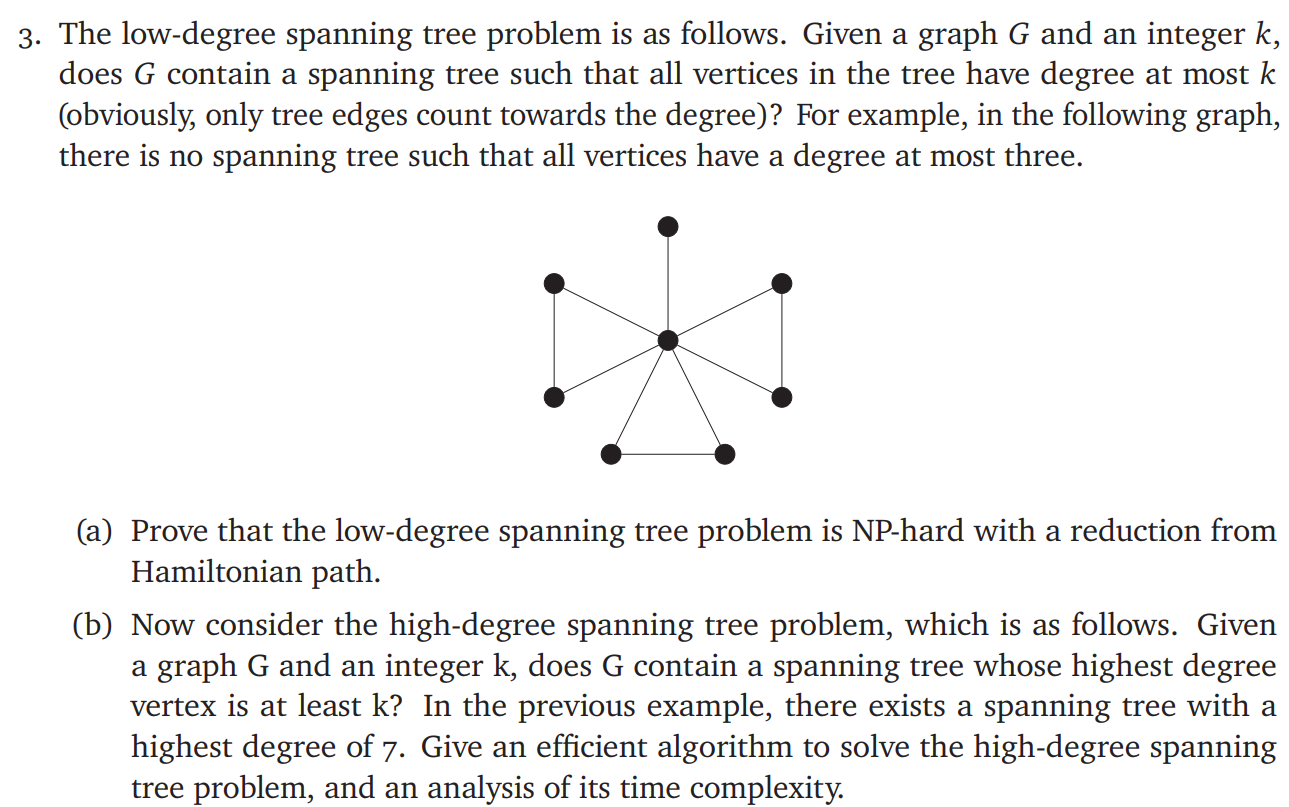 3. The low-degree spanning tree problem is as follows. Given a graph G and an integer k,
does G contain a spanning tree such that all vertices in the tree have degree at most k
(obviously, only tree edges count towards the degree)? For example, in the following graph,
there is no spanning tree such that all vertices have a degree at most three.
(a) Prove that the low-degree spanning tree problem is NP-hard with a reduction from
Hamiltonian path.
(b) Now consider the high-degree spanning tree problem, which is as follows. Given
a graph G and an integer k, does G contain a spanning tree whose highest degree
vertex is at least k? In the previous example, there exists a spanning tree with a
highest degree of 7. Give an efficient algorithm to solve the high-degree spanning
tree problem, and an analysis of its time complexity.